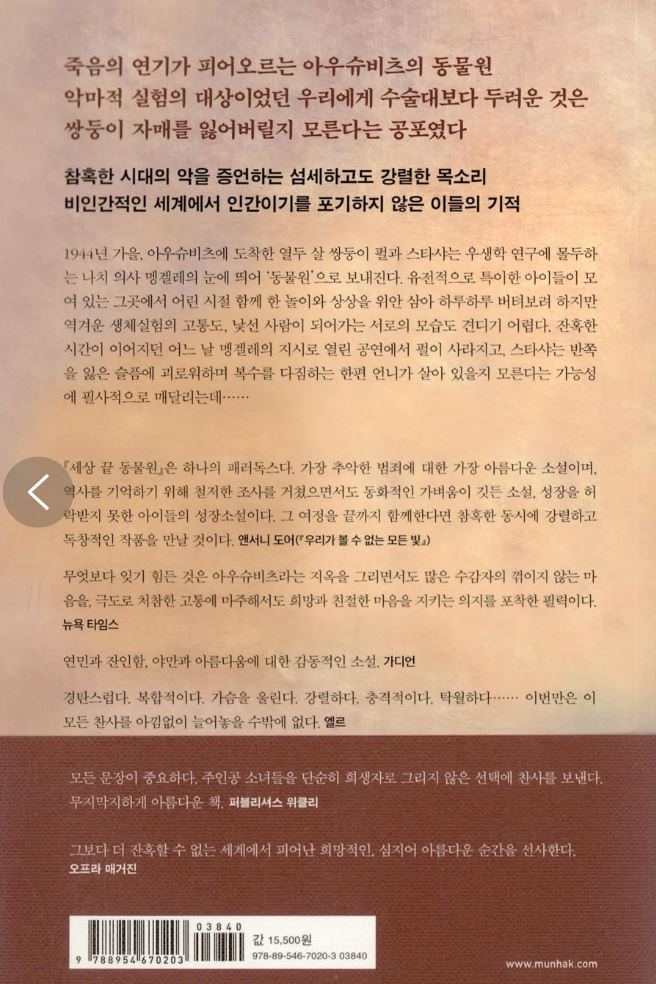 죽음의 연기가 피어오르는 아우슈비츠의 동물원
악마적 실험의 대상이었던 우리에게 수술대보다 두려운 것은
쌍둥이 자매를 잃어버릴지 모른다는 공포였다
참혹한 시대의 악을 증언하는 섬세하고도 강렬한 목소리
비인간적인 세계에서 인간이기를 포기하지 않은 이들의 기적
1944년 가을, 아우슈비츠에 도착한 열두 살 쌍둥이 펄과 스타샤는 우생학 연구에 몰두하
는 나치 의사 멩겔레의 눈에 띄어 ‘동물원’으로 보내진다. 유전적으로 특이한 아이들이 모
여 있는 그곳에서 어린 시절 함께 한 놀이와 상상을 위안 삼아 하루하루 버텨보려 하지만
역겨운 생체실험의 고통도, 낯선 사람이 되어가는 서로의 모습도 견디기 어렵다. 잔혹한
시간이 이어지던 어느 날 멩겔레의 지시로 열린 공연에서 펄이 사라지고, 스타샤는 반쪽
을 잃은 슬픔에 괴로워하며 복수를 다짐하는 한편 언니가 살아 있을지 모른다는 가능성
에 필사적으로 매달리는데……
『세상 끝 동물원』은 하나의 패러독스다. 가장 추악한 범죄에 대한 가장 아름다운 소설이며,
역사를 기억하기 위해 철저한 조사를 거쳤으면서도 동화적인 가벼움이 깃든 소설, 성장을 허
락받지 못한 아이들의 성장소설이다. 그 여정을 끝까지 함께한다면 참혹한 동시에 강렬하고
독창적인 작품을 만날 것이다. 앤서니 도어(『우리가 볼 수 없는 모든 빛』)
무엇보다 잊기 힘든 것은 아우슈비츠라는 지옥을 그리면서도 많은 수감자의 꺾이지 않는 마
음을, 극도로 처참한 고통에 마주해서도 희망과 친절한 마음을 지키는 의지를 포착한 필력이다.
뉴욕 타임스
연민과 잔인함, 야만과 아름다움에 대한 감동적인 소설. 가디언
경탄스럽다. 복합적이다. 가슴을 울린다. 강렬하다. 충격적이다. 탁월하다…… 이번만은 이
모든 찬사를 아낌없이 늘어놓을 수밖에 없다. 엘르
모든 문장이 중요하다. 주인공 소녀들을 단순히 희생자로 그리지 않은 선택에 찬사를 보낸다.
무지막지하게 아름다운 책. 퍼블리셔스 위클리
그보다 더 잔혹할 수 없는 세계에서 피어난 희망적인, 심지어 아름다운 순간을 선사한다.
오프라 매거진
03840
값 15,500원
9 788954 670203
978-89-546-7020-3 03840
www.munhak.com